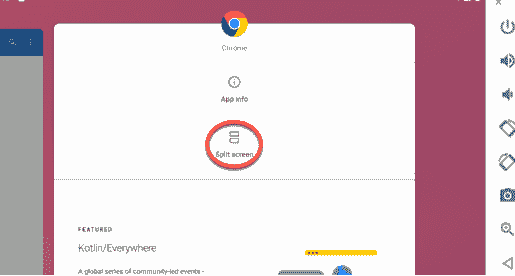 Chrome
App info
Split screen
FEATURED
Kotlin/Everywhere
A global series of community-led events -